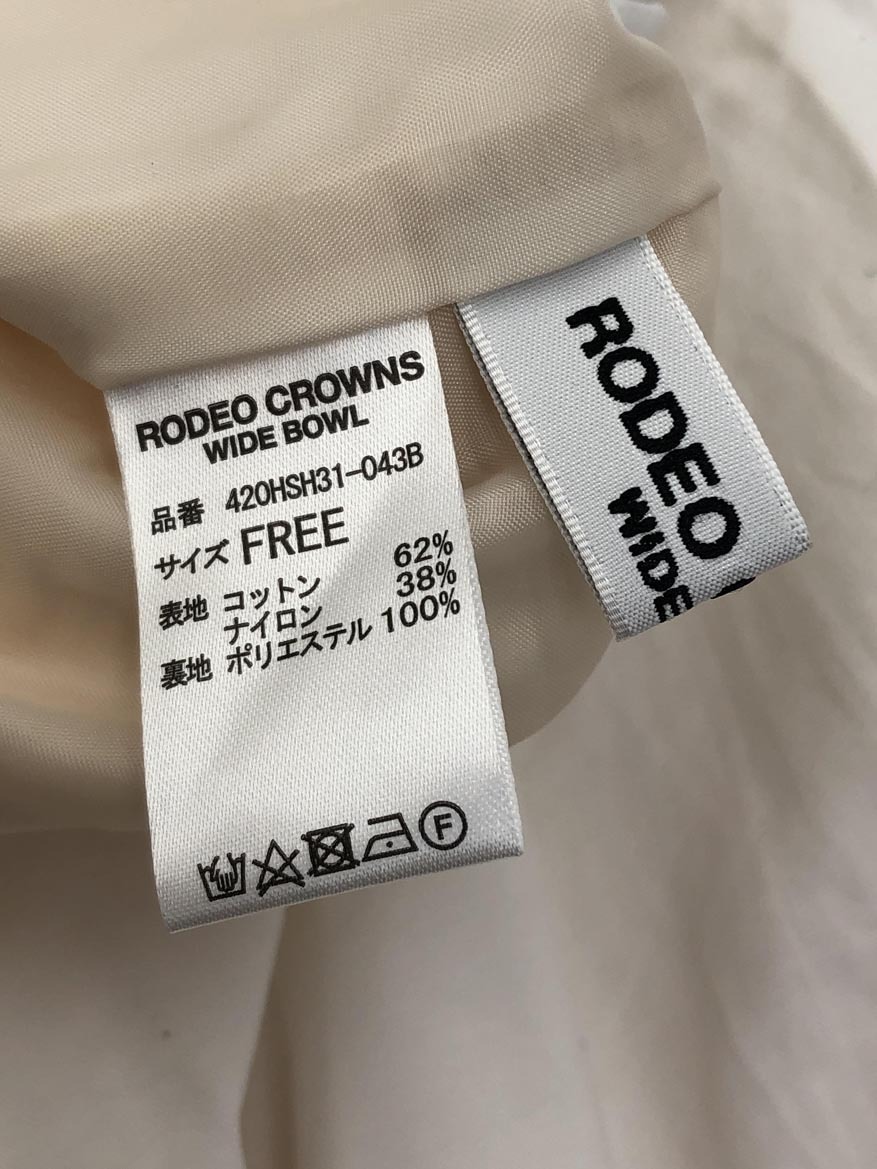 RODEO CROWNS
WIDE BOWL
品番 420HSH31-043B
サイズ FREE
表地 コットン 62%
ナイロン 38%
裏地 ポリエステル 100%
F
RODEO
WIDE